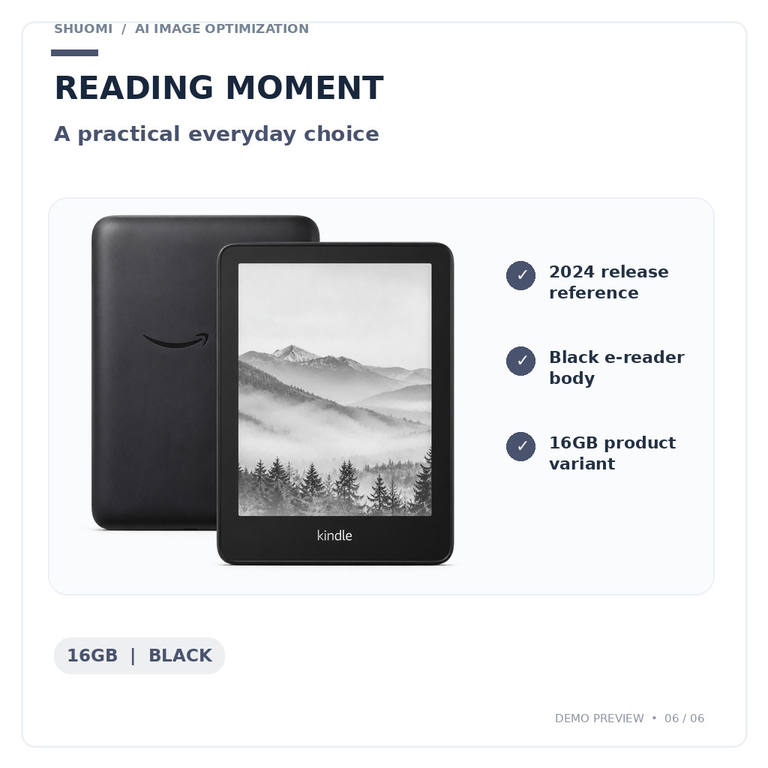 SHUOMI / AI IMAGE OPTIMIZATION
READING MOMENT
A practical everyday choice
✓ 2024 release
reference
✓ Black e-reader
body
✓ 16GB product
variant
kindle
16GB | BLACK
DEMO PREVIEW • 06 / 06